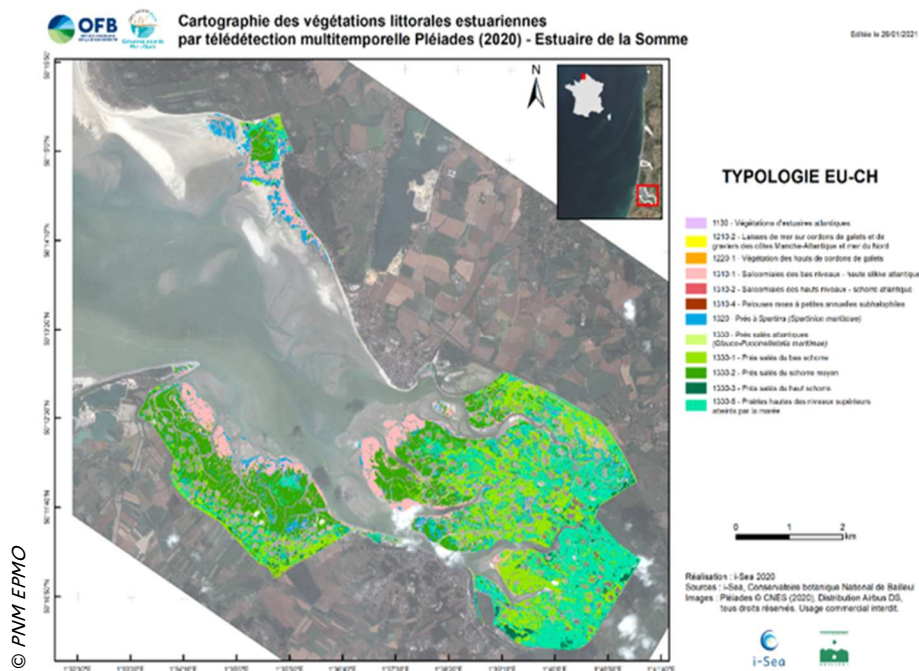 OFB
Cartographie des végétations littorales estuariennes
par télédétection multitemporelle Pléiades (2020) - Estuaire de la Somme
Editée le 26/01/2021
N
TYPOLOGIE EU-CH
1130 - Végétations d'estuaires atlantiques
1210-2 - Laisses de mer sur cordons de galets et de
graviers des côtes Manche-Atlantique et mer du Nord
1220-1 - Végétation des hauts de cordons de galets
1310-1 - Salicorniaies des bas niveaux - haute slikke atlantique
1310-2 - Salicorniaies des hauts niveaux - schorre atlantique
1310-4 - Pelouses rases à petites annuelles subhalophiles
1320 - Prés à Spartina (Spartinion maritimae)
1330 - Prés salés atlantiques
(Glauco-Puccinellietalia maritimae)
1330-1 - Prés salés du bas schorre
1330-2 - Prés salés du schorre moyen
1330-3 - Prés salés du haut schorre
1330-5 - Prairies hautes des niveaux supérieurs
atteints par la marée
0 1 2
km
Réalisation : i-Sea 2020
Sources : i-Sea, Conservatoire botanique National de Bailleul
Images : Pléiades © CNES (2020), Distribution Airbus DS,
tous droits réservés. Usage commercial interdit.
i-Sea
© PNM EPMO